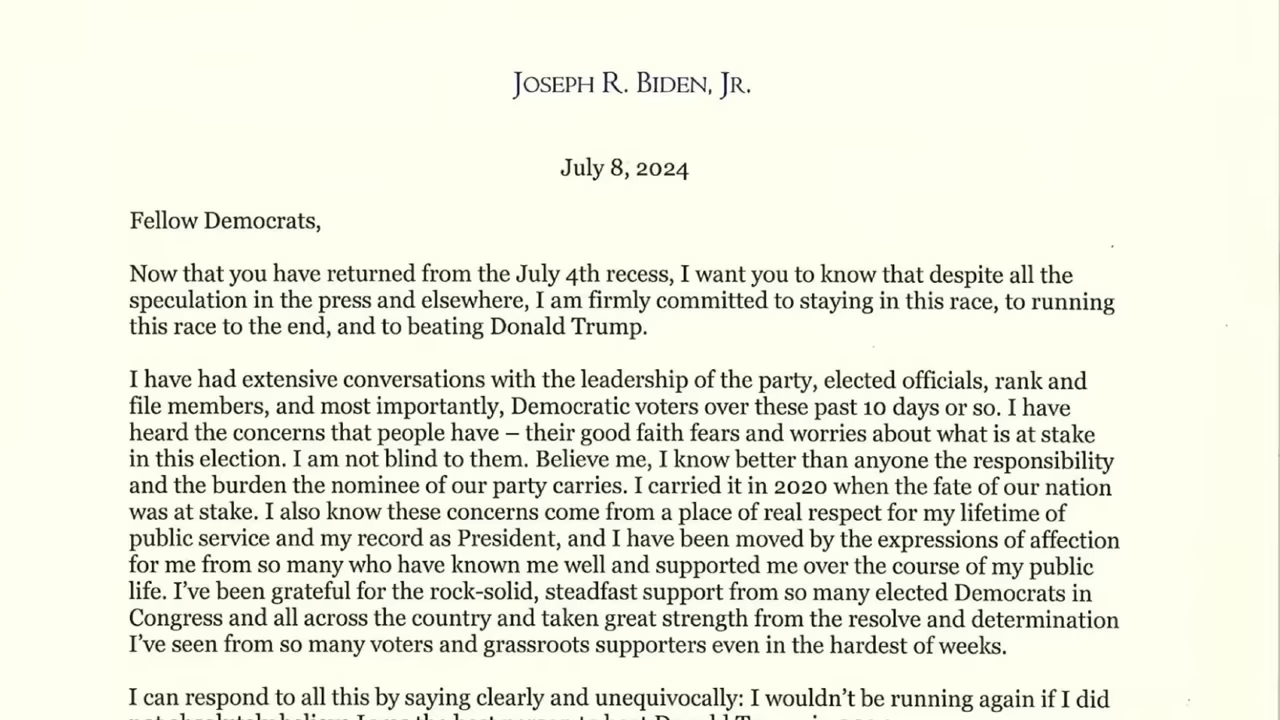 JOSEPH R. BIDEN, JR.
July 8, 2024
Fellow Democrats,
Now that you have returned from the July 4th recess, I want you to know that despite all the
speculation in the press and elsewhere, I am firmly committed to staying in this race, to running
this race to the end, and to beating Donald Trump.
I have had extensive conversations with the leadership of the party, elected officials, rank and
file members, and most importantly, Democratic voters over these past 10 days or so. I have
heard the concerns that people have – their good faith fears and worries about what is at stake
in this election. I am not blind to them. Believe me, I know better than anyone the responsibility
and the burden the nominee of our party carries. I carried it in 2020 when the fate of our nation
was at stake. I also know these concerns come from a place of real respect for my lifetime of
public service and my record as President, and I have been moved by the expressions of affection
for me from so many who have known me well and supported me over the course of my public
life. I’ve been grateful for the rock-solid, steadfast support from so many elected Democrats in
Congress and all across the country and taken great strength from the resolve and determination
I’ve seen from so many voters and grassroots supporters even in the hardest of weeks.
I can respond to all this by saying clearly and unequivocally: I wouldn’t be running again if I did